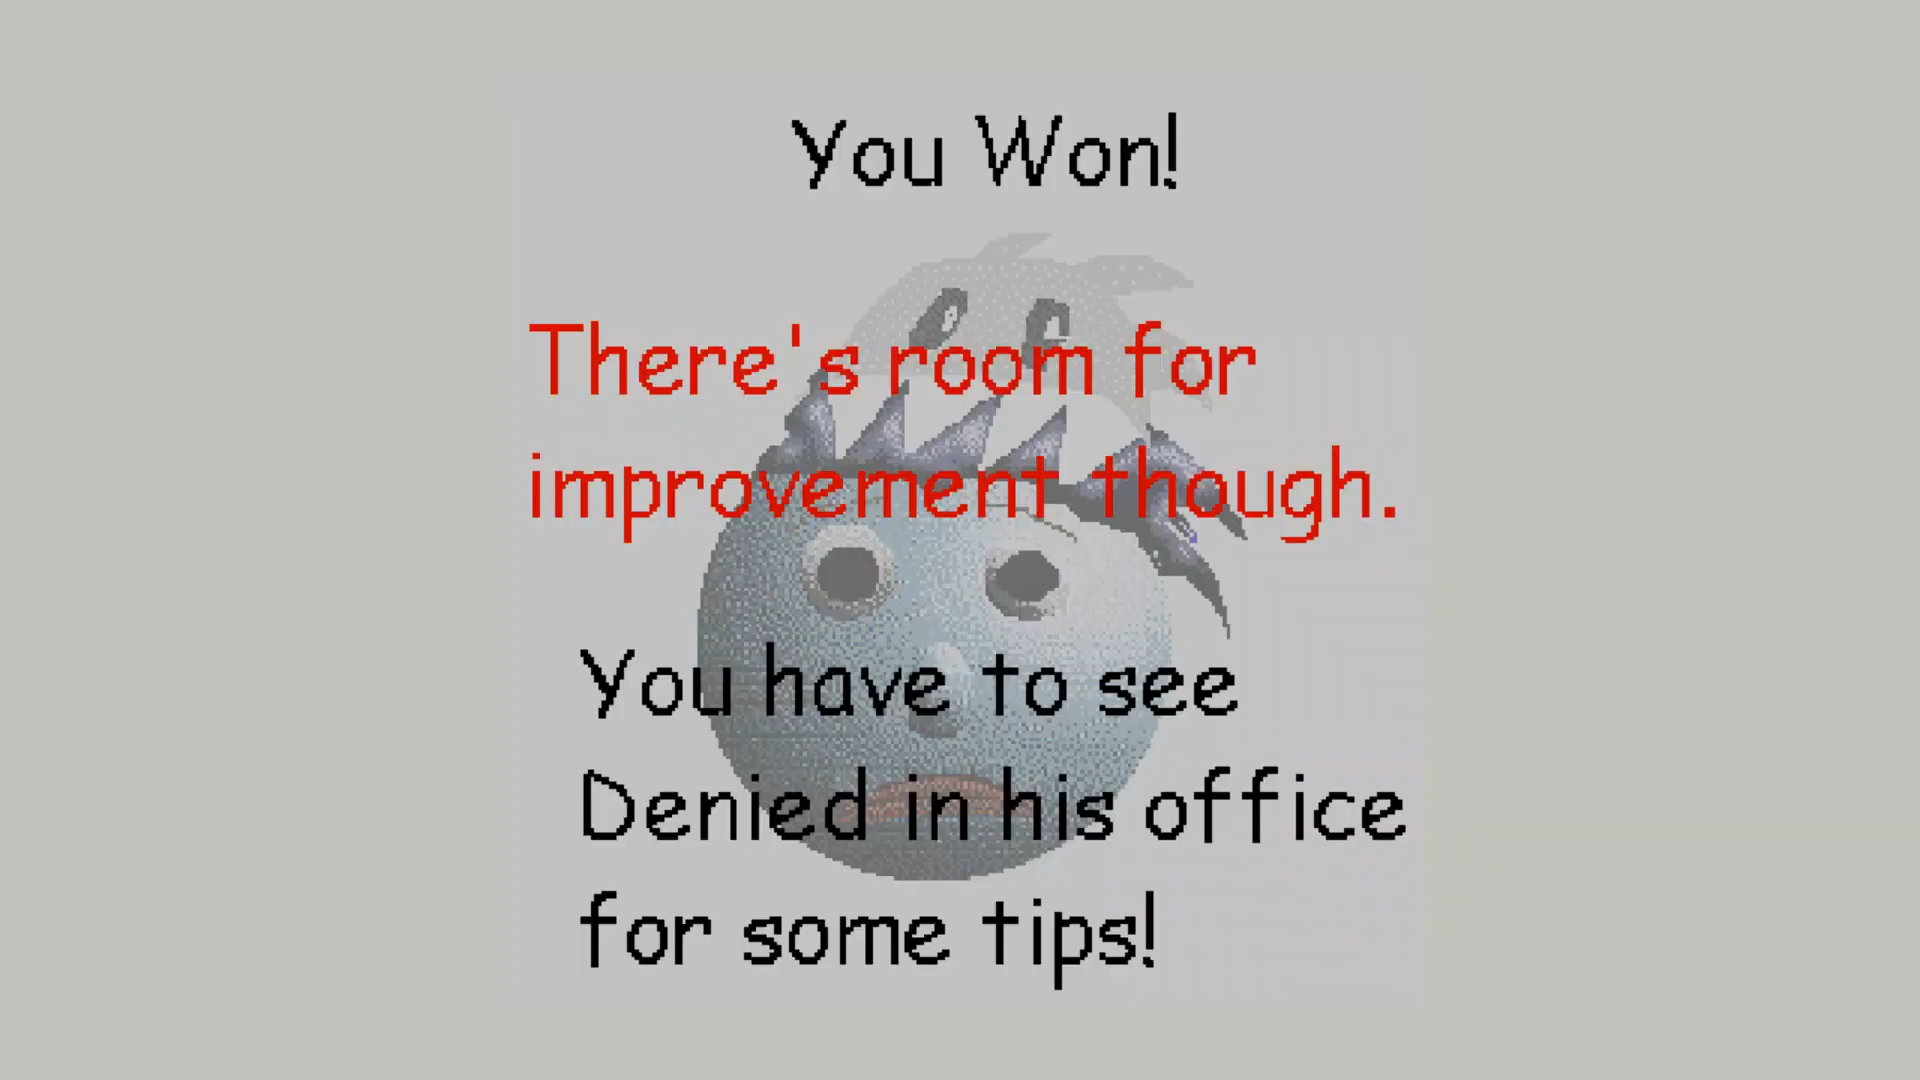 You Won!
There's room for
improvement though.
You have to see
Denied in his office
for some tips!